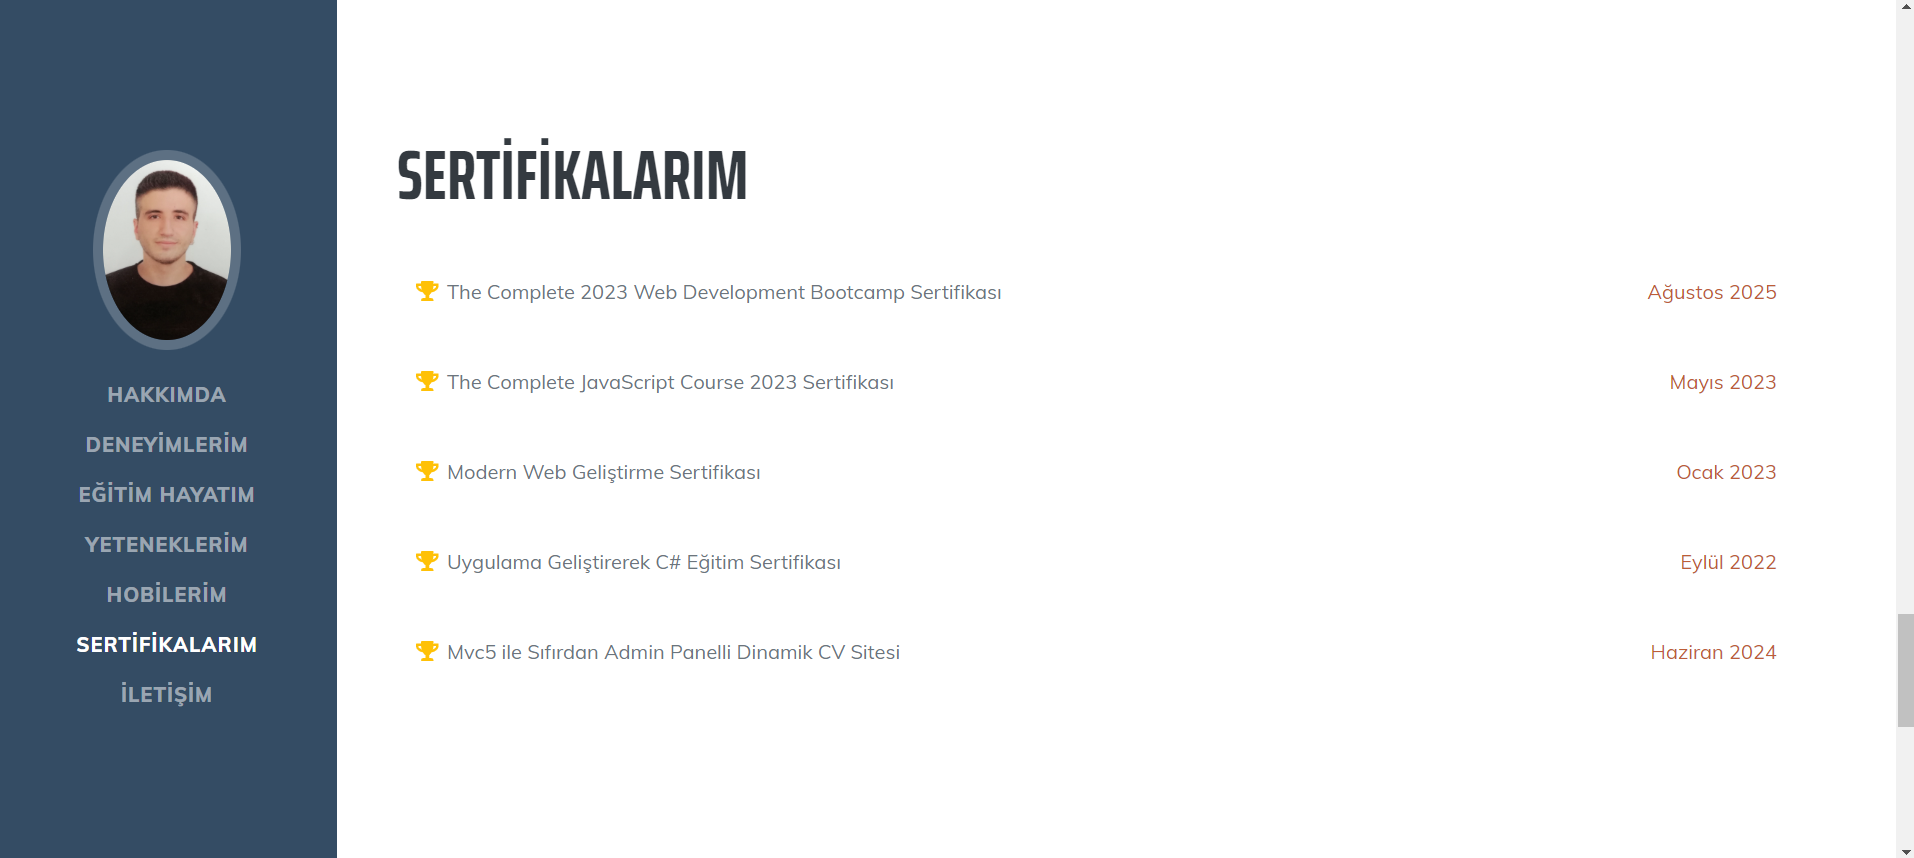 HAKKIMDA
DENEYİMLERİM
EĞİTİM HAYATIM
YETENEKLERİM
HOBİLERİM
SERTİFİKALARIM
İLETİŞİM
SERTİFİKALARIM
The Complete 2023 Web Development Bootcamp Sertifikası Ağustos 2025
The Complete JavaScript Course 2023 Sertifikası Mayıs 2023
Modern Web Geliştirme Sertifikası Ocak 2023
Uygulama Geliştirerek C# Eğitim Sertifikası Eylül 2022
Mvc5 ile Sıfırdan Admin Panelli Dinamik CV Sitesi Haziran 2024